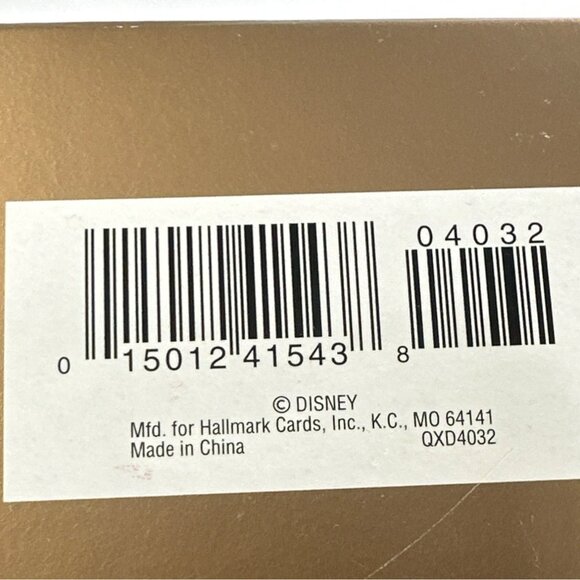 04032
0 15012 41543 8
© DISNEY
Mfd. for Hallmark Cards, Inc., K.C., MO 64141
Made in China QXD4032